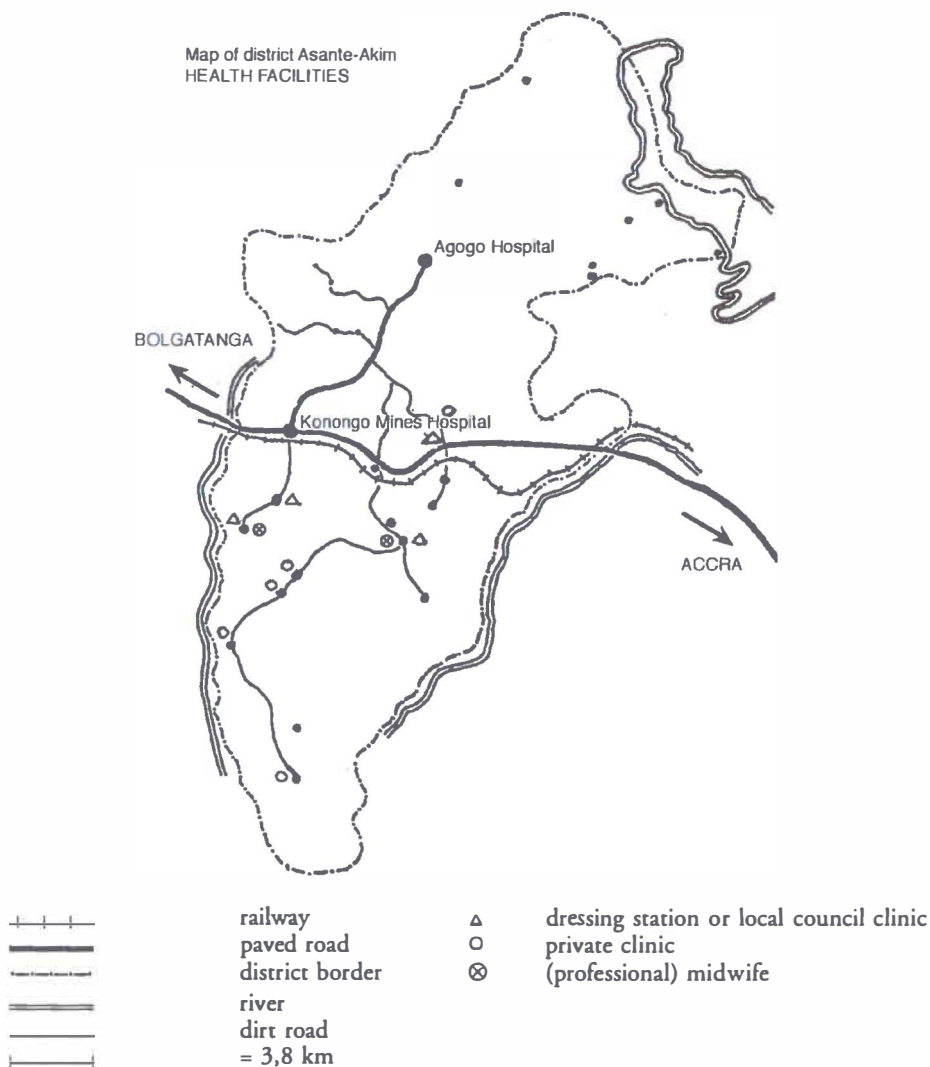 Map of district Asante-Akim
HEALTH FACILITIES
Agogo Hospital
BOLGATANGA
Konongo Mines Hospital
ACCRA
railway
paved road
district border
river
dirt road
= 3,8 km
dressing station or local council clinic
private clinic
(professional) midwife